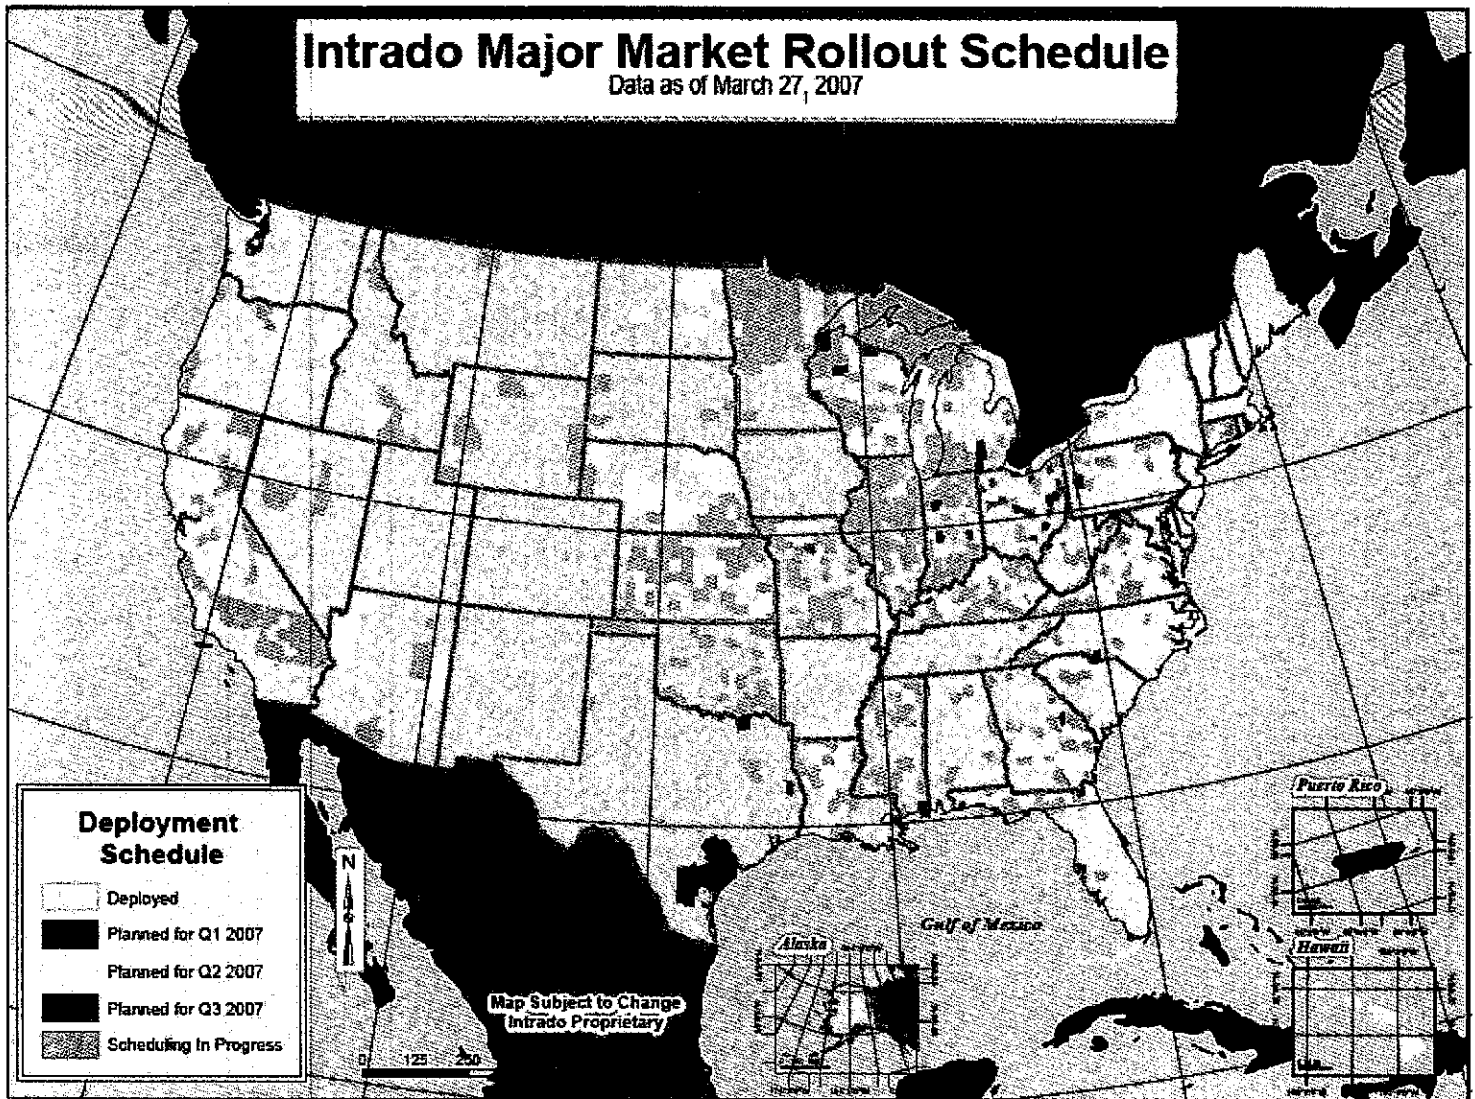 Intrado Major Market Rollout Schedule
Data as of March 27, 2007
Deployment
Schedule
Deployed
Planned for Q1 2007
Planned for Q2 2007
Planned for Q3 2007
Scheduling In Progress
N
0 125 250
Map Subject to Change
Intrado Proprietary
Gulf of Mexico
Alaska
Puerto Rico
Hawaii